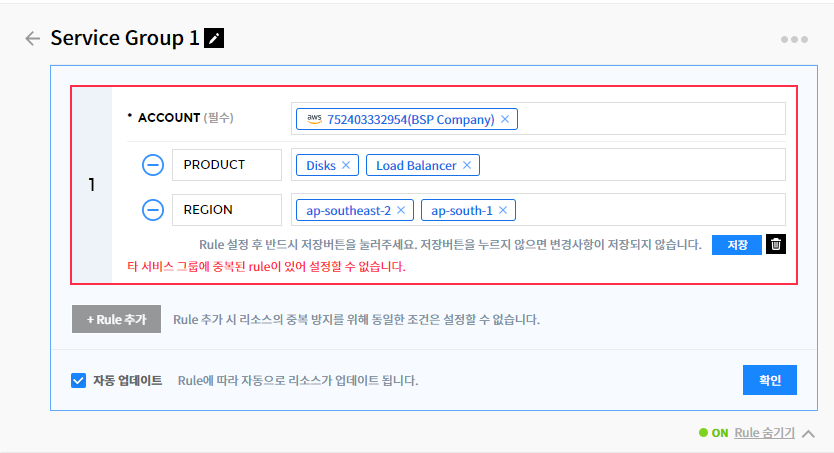 Service Group 1
1
• ACCOUNT (필수)
aws 752403332954(BSP Company) ×
PRODUCT
Disks × Load Balancer ×
REGION
ap-southeast-2 × ap-south-1 ×
Rule 설정 후 반드시 저장버튼을 눌러주세요. 저장버튼을 누르지 않으면 변경사항이 저장되지 않습니다. 저장
타 서비스 그룹에 중복된 rule이 있어 설정할 수 없습니다.
+ Rule 추가 Rule 추가 시 리소스의 중복 방지를 위해 동일한 조건은 설정할 수 없습니다.
자동 업데이트 Rule에 따라 자동으로 리소스가 업데이트 됩니다. 확인
ON Rule 숨기기